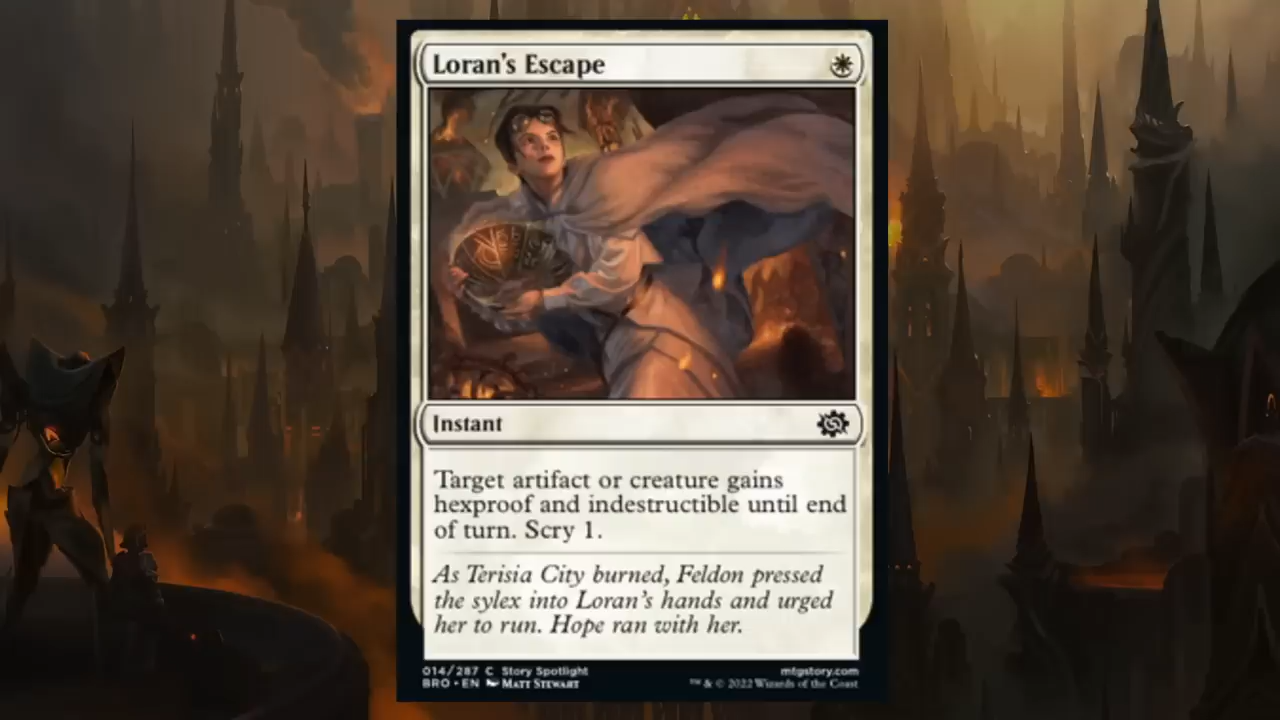 Loran's Escape
Instant
Target artifact or creature gains
hexproof and indestructible until end
of turn. Scry 1.
As Terisia City burned, Feldon pressed
the sylex into Loran's hands and urged
her to run. Hope ran with her.
014/287 C Story Spotlight
mtgstory.com
BRO • EN Matt Stewart
™ & © 2022 Wizards of the Coast